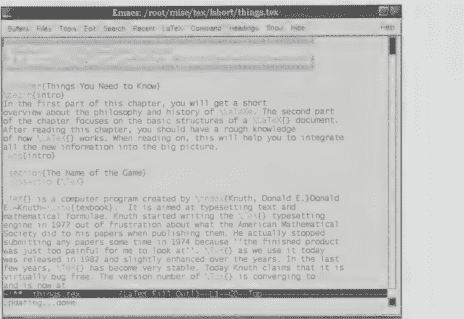 Emacs: /root/mise/tex/lshort/things.tex
Buffers Files Tools Edit Search Recent LaTeX Command Headings Show Hide Help
{Things You Need to Know}
{intro}
In the first part of this chapter, you will get a short
overview about the philosophy and history of \LaTeXe. The second part
of the chapter focuses on the basic structures of a \LaTeX{} document.
After reading this chapter, you should have a rough knowledge
of how \LaTeX{} works. When reading on, this will help you to integrate
all the new information into the big picture.
\end{intro}
\section{The Name of the Game}
\subsection{\TeX}
\TeX{} is a computer program created by \index{Knuth, Donald E.}Donald
E.~Knuth~\cite{texbook}. It is aimed at typesetting text and
mathematical formulae. Knuth started writing the \TeX{} typesetting
engine in 1977 out of frustration about what the American Mathematical
Society did to his papers when publishing them. He actually stopped
submitting any papers some time in 1974 because ''the finished product
was just too painful for me to look at''. \TeX{} as we use it today
was released in 1982 and slightly enhanced over the years. In the last
few years, \TeX{} has become very stable. Today Knuth claims that it is
virtually bug free. The version number of \TeX{} is converging to
and is now at
things.tex (LaTeX Fill Out)--L1--C0--Top
Updating...done